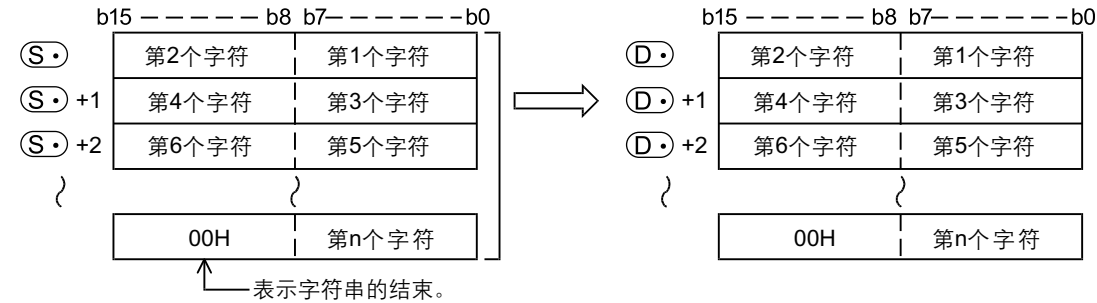 b15 — — — — — b8 b7— — — — —b0 b15 — — — — — b8 b7— — — — —b0
S· 第2个字符 第1个字符 D· 第2个字符 第1个字符
S· +1 第4个字符 第3个字符 D· +1 第4个字符 第3个字符
S· +2 第6个字符 第5个字符 D· +2 第6个字符 第5个字符
00H 第n个字符 00H 第n个字符
表示字符串的结束。